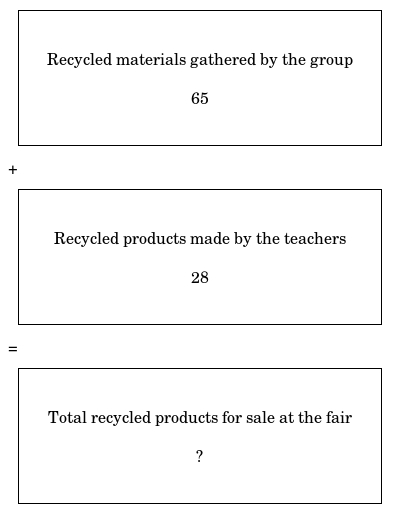 Recycled materials gathered by the group
65
+
Recycled products made by the teachers
28
=
Total recycled products for sale at the fair
?